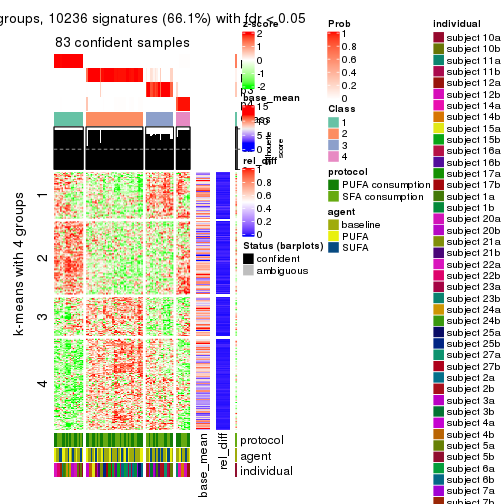 groups, 10236 signatures (66.1%) with fdr < 0.05
83 confident samples
k-means with 4 groups
1
2
3
4
p
p3
p4
Class
silhouette
score
protocol
agent
individual
base_mean
rel_diff
z-score
2
1
0
-1
-2
base_mean
15
10
5
0
rel_diff
1
0.8
0.6
0.4
0.2
0
Status (barplots)
confident
ambiguous
Prob
1
0.8
0.6
0.4
0.2
0
Class
1
2
3
4
protocol
PUFA consumption
SFA consumption
agent
baseline
PUFA
SUFA
individual
subject 10a
subject 10b
subject 11a
subject 11b
subject 12a
subject 12b
subject 14a
subject 14b
subject 15a
subject 15b
subject 16a
subject 16b
subject 17a
subject 17b
subject 1a
subject 1b
subject 20a
subject 20b
subject 21a
subject 21b
subject 22a
subject 22b
subject 23a
subject 23b
subject 24a
subject 24b
subject 25a
subject 25b
subject 27a
subject 27b
subject 2a
subject 2b
subject 3a
subject 3b
subject 4a
subject 4b
subject 5a
subject 5b
subject 6a
subject 6b
subject 7a
subject 7b